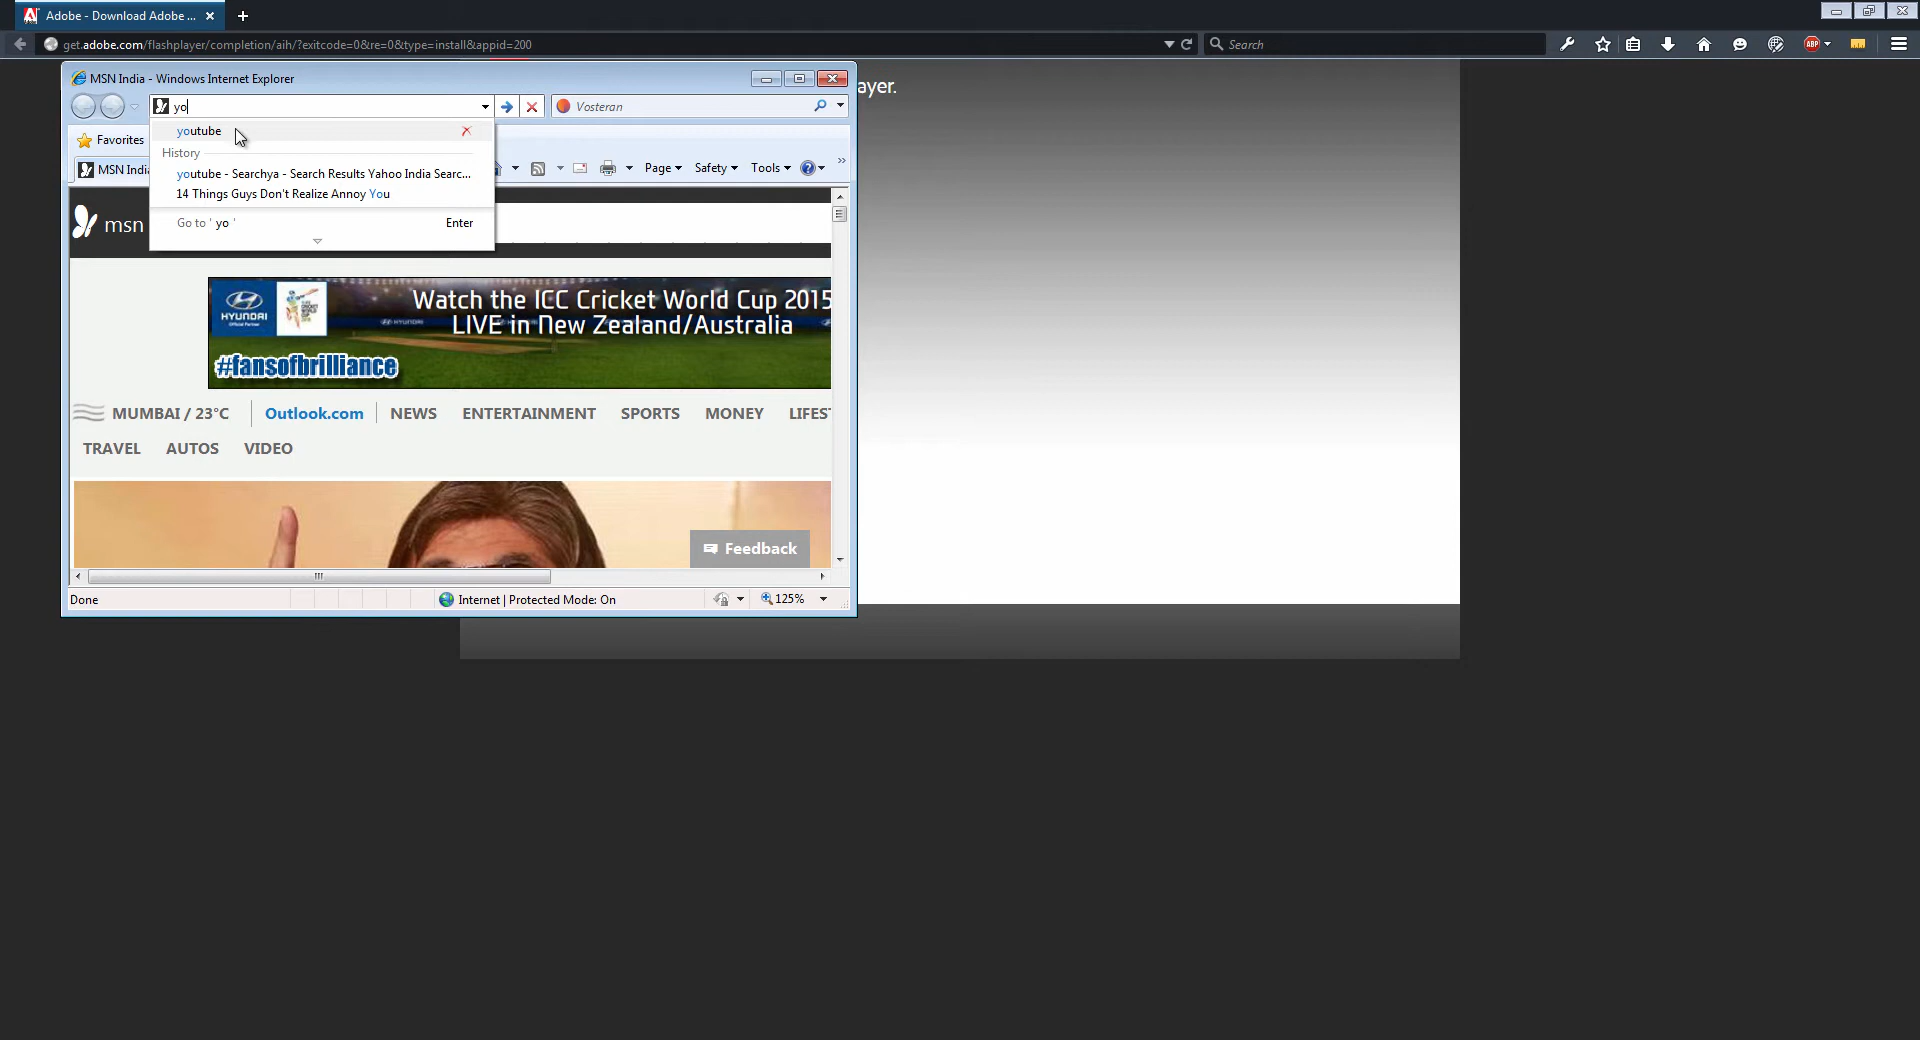 Adobe - Download Adobe ...
get.adobe.com/flashplayer/completion/aih/?exitcode=0&re=0&type=install&appid=200
Search
ABP
ayer.
MSN India - Windows Internet Explorer
yo
Vosteran
youtube
Favorites
History
MSN India
youtube - Searchya - Search Results Yahoo India Searc...
Page
Safety
Tools
14 Things Guys Don't Realize Annoy You
msn
Go to ' yo '
Enter
HYUNDAI
Watch the ICC Cricket World Cup 2015
LIVE in New Zealand/Australia
#fansofbrilliance
MUMBAI / 23°C
Outlook.com
NEWS
ENTERTAINMENT
SPORTS
MONEY
LIFES
TRAVEL
AUTOS
VIDEO
Feedback
Done
Internet | Protected Mode: On
125%